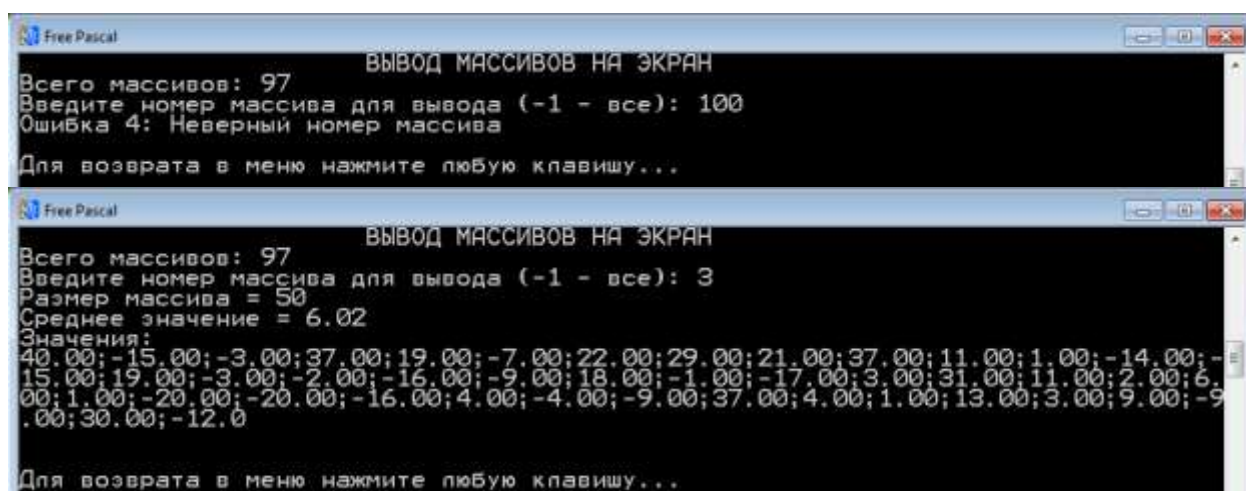 Free Pascal
ВЫВОД МАССИВОВ НА ЭКРАН
Всего массивов: 97
Введите номер массива для вывода (-1 - все): 100
Ошибка 4: Неверный номер массива
Для возврата в меню нажмите любую клавишу...
Free Pascal
ВЫВОД МАССИВОВ НА ЭКРАН
Всего массивов: 97
Введите номер массива для вывода (-1 - все): 3
Размер массива = 50
Среднее значение = 6.02
Значения:
40.00;-15.00;-3.00;37.00;19.00;-7.00;22.00;29.00;21.00;37.00;11.00;1.00;-14.00;-
15.00;19.00;-3.00;-2.00;-16.00;-9.00;18.00;-1.00;-17.00;3.00;31.00;11.00;2.00;6.
00;1.00;-20.00;-20.00;-16.00;4.00;-4.00;-9.00;37.00;4.00;1.00;13.00;3.00;9.00;-9
.00;30.00;-12.0
Для возврата в меню нажмите любую клавишу...